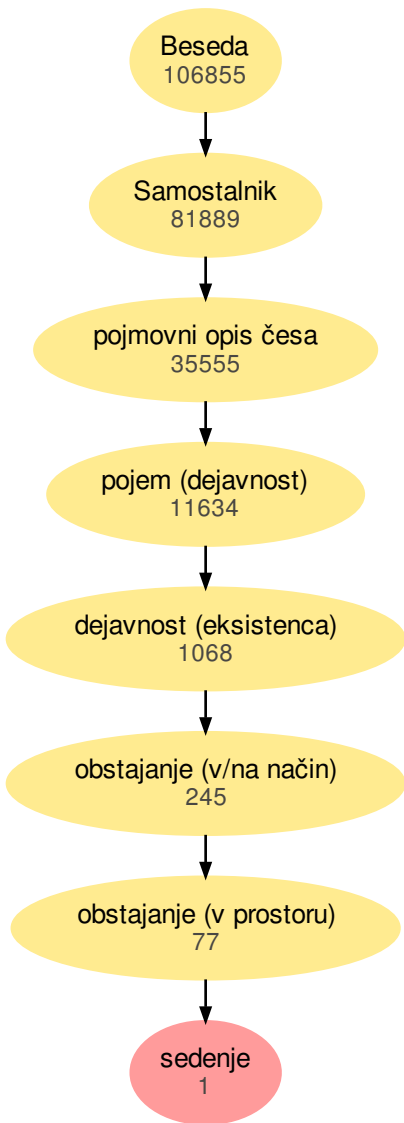 Beseda
106855
Samostalnik
81889
pojmovni opis česa
35555
pojem (dejavnost)
11634
dejavnost (eksistenca)
1068
obstajanje (v/na način)
245
obstajanje (v prostoru)
77
sedenje
1